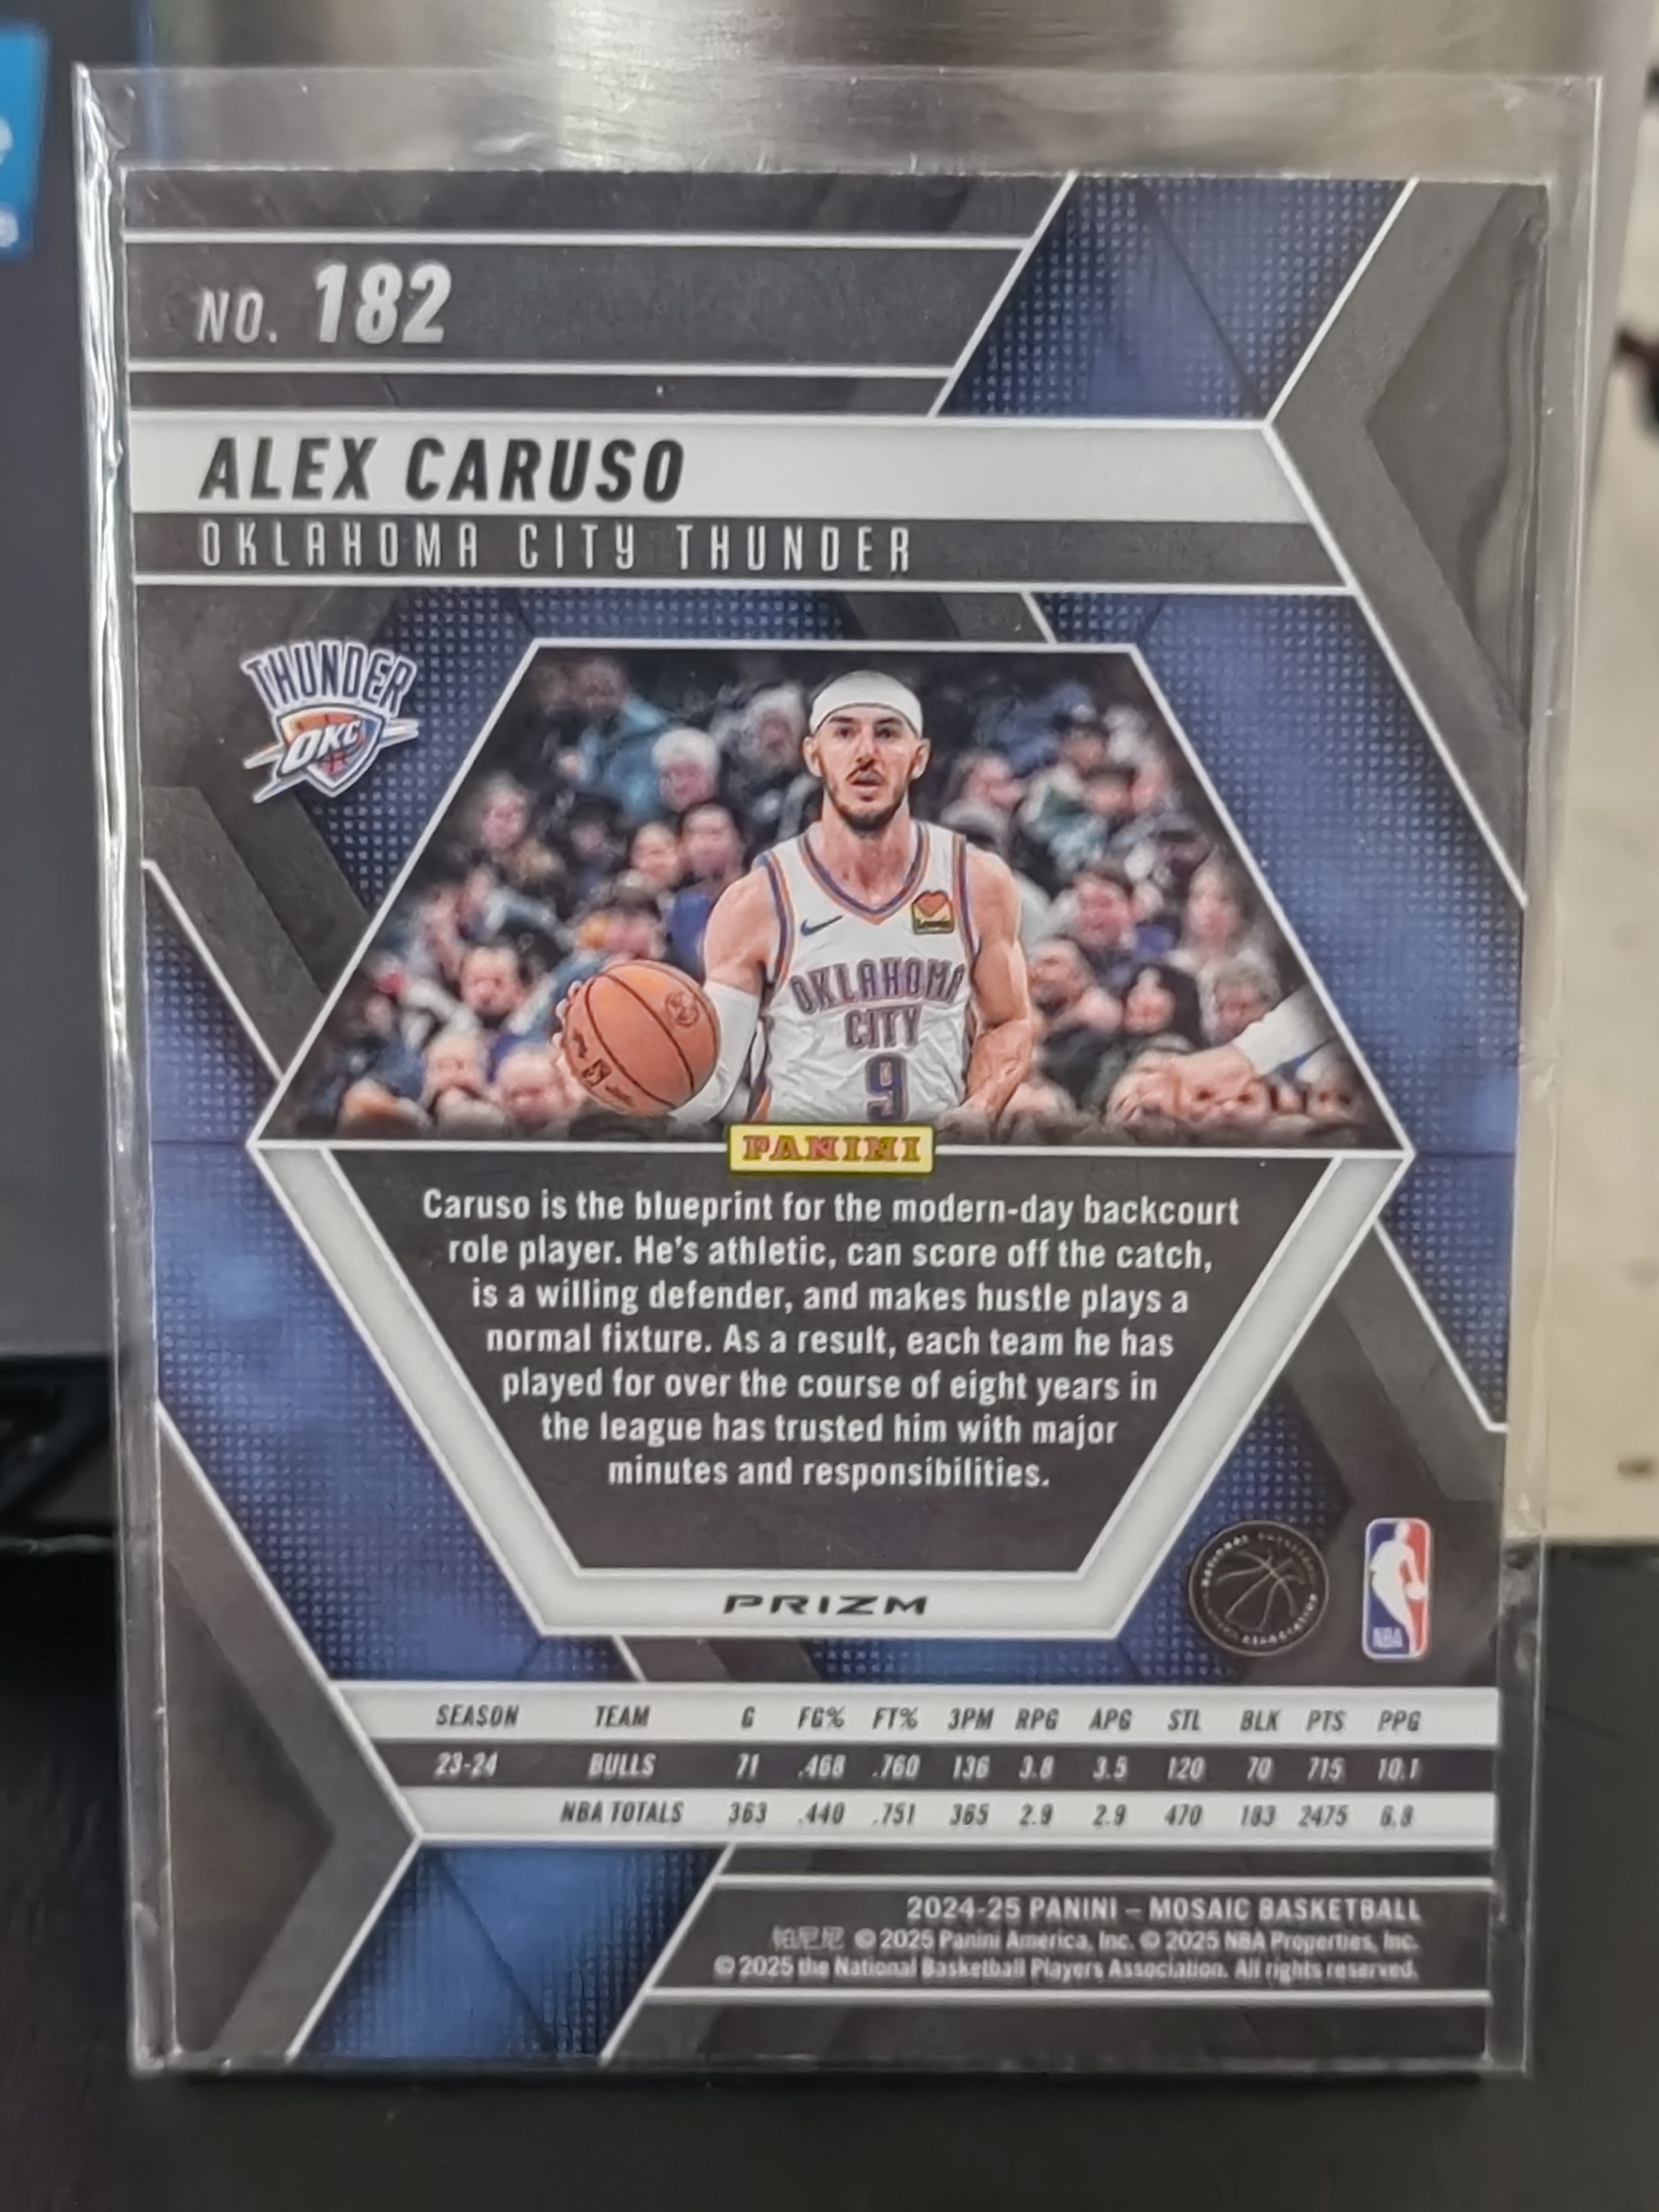 NO. 182
ALEX CARUSO
OKLAHOMA CITY THUNDER
THUNDER
OKC
OKLAHOMA
CITY
9
PANINI
Caruso is the blueprint for the modern-day backcourt
role player. He's athletic, can score off the catch,
is a willing defender, and makes hustle plays a
normal fixture. As a result, each team he has
played for over the course of eight years in
the league has trusted him with major
minutes and responsibilities.
PRIZM
NBA
SEASON TEAM G FG% FT% 3PM RPG APG STL BLK PTS PPG
23-24 BULLS 71 .468 .760 136 3.8 3.5 120 70 715 10.1
NBA TOTALS 363 .440 .751 365 2.9 2.9 470 183 2475 6.8
2024-25 PANINI – MOSAIC BASKETBALL
帕尼尼 © 2025 Panini America, Inc. © 2025 NBA Properties, Inc.
© 2025 the National Basketball Players Association. All rights reserved.